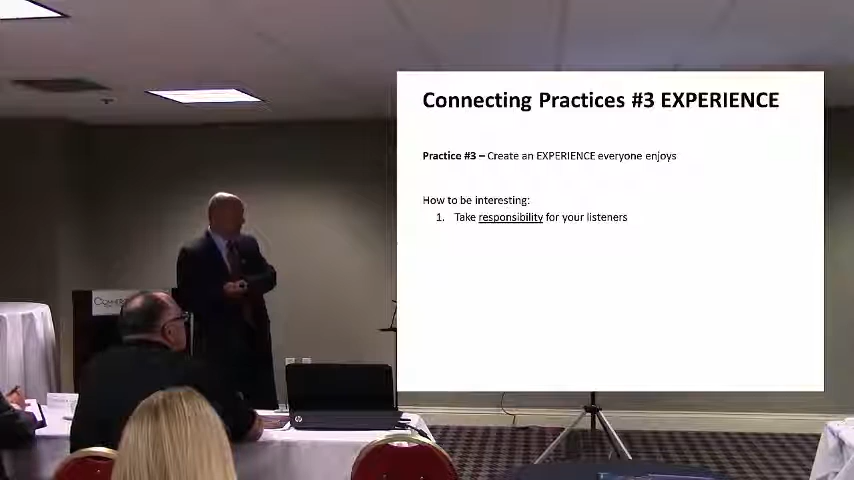 Connecting Practices #3 EXPERIENCE
Practice #3 – Create an EXPERIENCE everyone enjoys
How to be interesting:
1. Take responsibility for your listeners